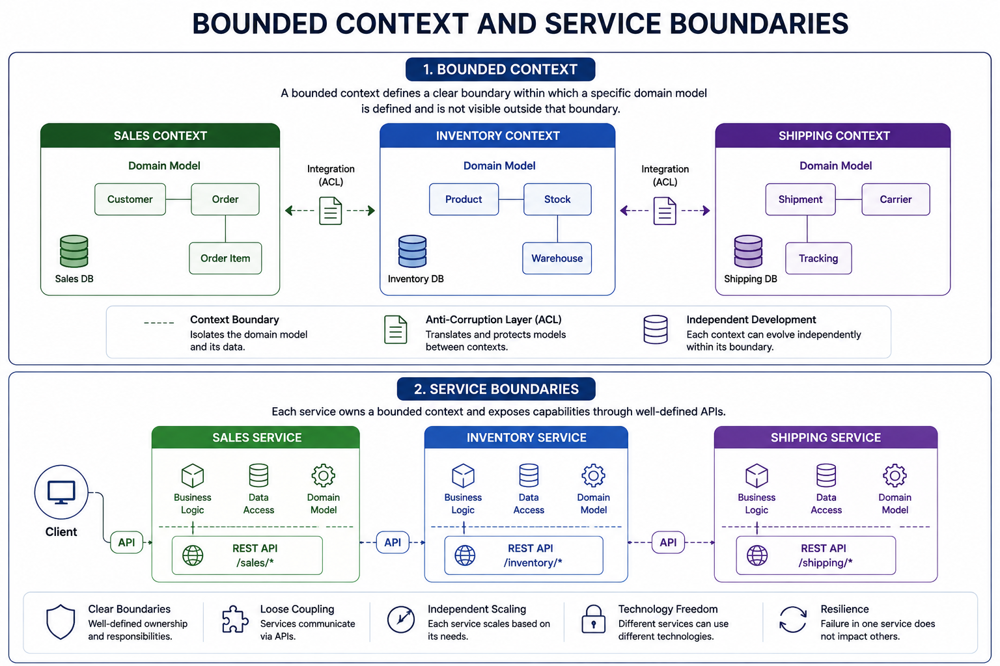 BOUNDED CONTEXT AND SERVICE BOUNDARIES
1. BOUNDED CONTEXT
A bounded context defines a clear boundary within which a specific domain model
is defined and is not visible outside that boundary.
SALES CONTEXT
Domain Model
Customer
Order
Order Item
Sales DB
Integration
(ACL)
INVENTORY CONTEXT
Domain Model
Product
Stock
Warehouse
Inventory DB
Integration
(ACL)
SHIPPING CONTEXT
Domain Model
Shipment
Carrier
Tracking
Shipping DB
Context Boundary
Isolates the domain model
and its data.
Anti-Corruption Layer (ACL)
Translates and protects models
between contexts.
Independent Development
Each context can evolve independently
within its boundary.
2. SERVICE BOUNDARIES
Each service owns a bounded context and exposes capabilities through well-defined APIs.
Client
API
SALES SERVICE
Business
Logic
Data
Access
Domain
Model
REST API
/sales/*
API
INVENTORY SERVICE
Business
Logic
Data
Access
Domain
Model
REST API
/inventory/*
API
SHIPPING SERVICE
Business
Logic
Data
Access
Domain
Model
REST API
/shipping/*
Clear Boundaries
Well-defined ownership
and responsibilities.
Loose Coupling
Services communicate
via APIs.
Independent Scaling
Each service scales based on
its needs.
Technology Freedom
Different services can use
different technologies.
Resilience
Failure in one service does
not impact others.